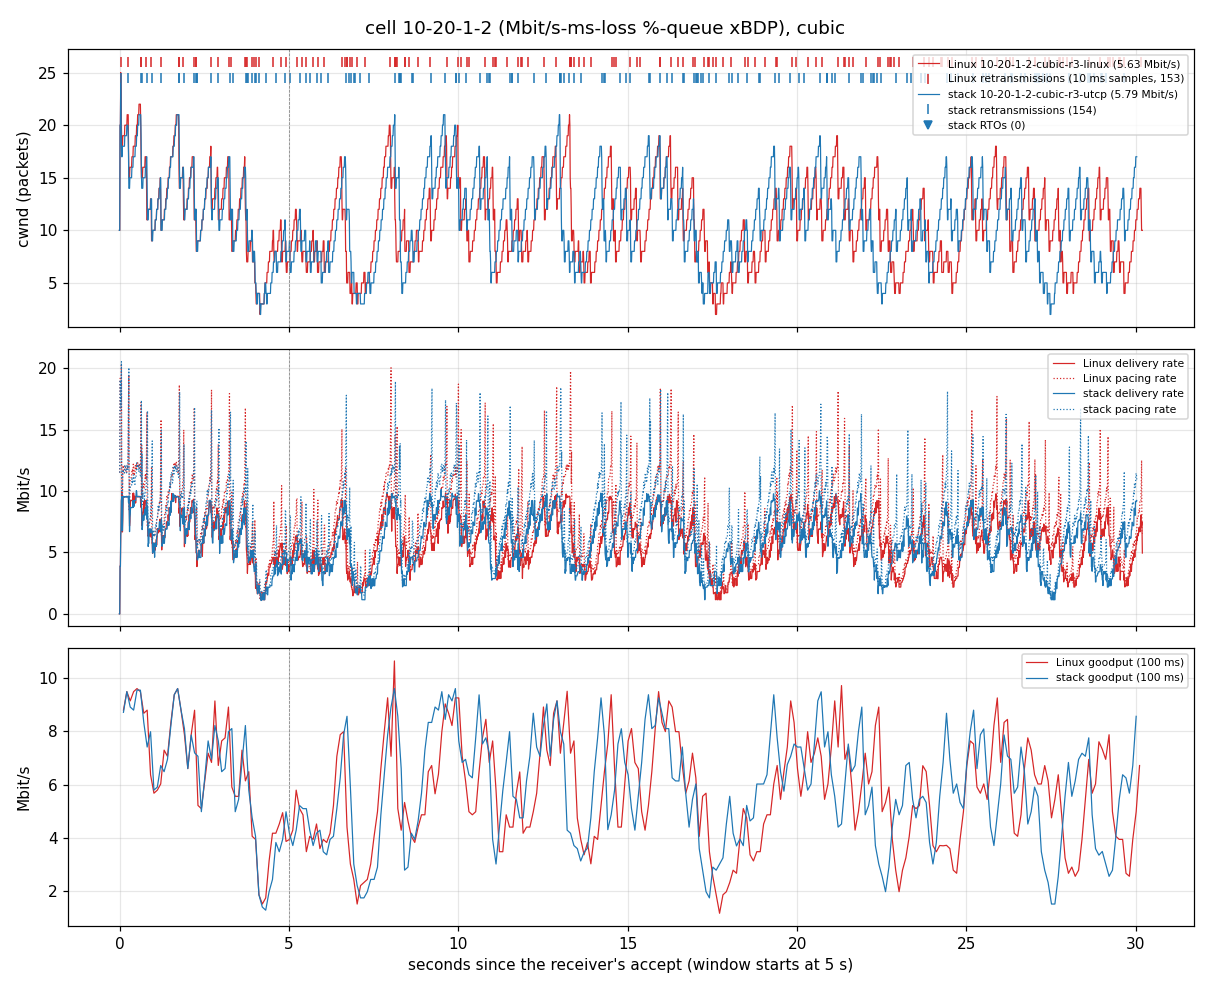 cell 10-20-1-2 (Mbit/s-ms-loss %-queue xBDP), cubic
cwnd (packets)
25
20
15
10
5
Linux 10-20-1-2-cubic-r3-linux (5.63 Mbit/s)
Linux retransmissions (10 ms samples, 153)
stack 10-20-1-2-cubic-r3-utcp (5.79 Mbit/s)
stack retransmissions (154)
stack RTOs (0)
Mbit/s
20
15
10
5
0
Linux delivery rate
Linux pacing rate
stack delivery rate
stack pacing rate
Mbit/s
10
8
6
4
2
Linux goodput (100 ms)
stack goodput (100 ms)
0 5 10 15 20 25 30
seconds since the receiver's accept (window starts at 5 s)